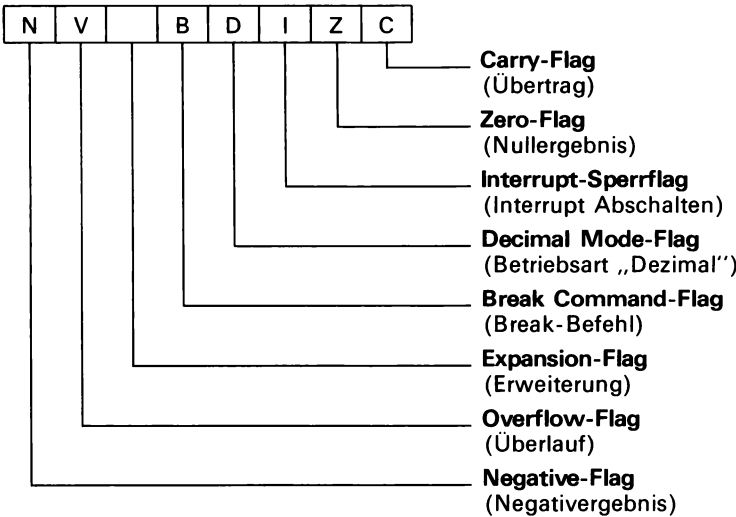 N V B D I Z C
Carry-Flag
(Übertrag)
Zero-Flag
(Nullergebnis)
Interrupt-Sperrflag
(Interrupt Abschalten)
Decimal Mode-Flag
(Betriebsart ,,Dezimal'')
Break Command-Flag
(Break-Befehl)
Expansion-Flag
(Erweiterung)
Overflow-Flag
(Überlauf)
Negative-Flag
(Negativergebnis)